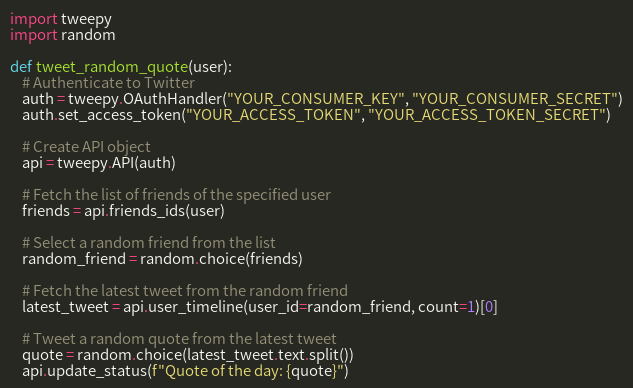 import tweepy
import random
def tweet_random_quote(user):
# Authenticate to Twitter
auth = tweepy.OAuthHandler("YOUR_CONSUMER_KEY", "YOUR_CONSUMER_SECRET")
auth.set_access_token("YOUR_ACCESS_TOKEN", "YOUR_ACCESS_TOKEN_SECRET")
# Create API object
api = tweepy.API(auth)
# Fetch the list of friends of the specified user
friends = api.friends_ids(user)
# Select a random friend from the list
random_friend = random.choice(friends)
# Fetch the latest tweet from the random friend
latest_tweet = api.user_timeline(user_id=random_friend, count=1)[0]
# Tweet a random quote from the latest tweet
quote = random.choice(latest_tweet.text.split())
api.update_status(f"Quote of the day: {quote}")